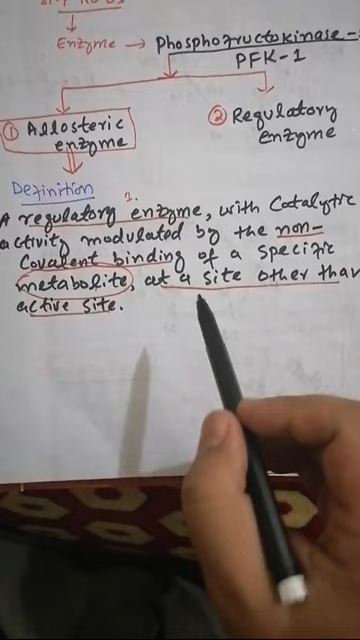 Enzyme → Phosphofructokinase-
PFK-1
① Allosteric
enzyme
② Regulatory
enzyme
Definition
A regulatory enzyme, with Catalytic
activity modulated by the non-
Covalent binding of a specific
metabolite, at a site other than
active site.